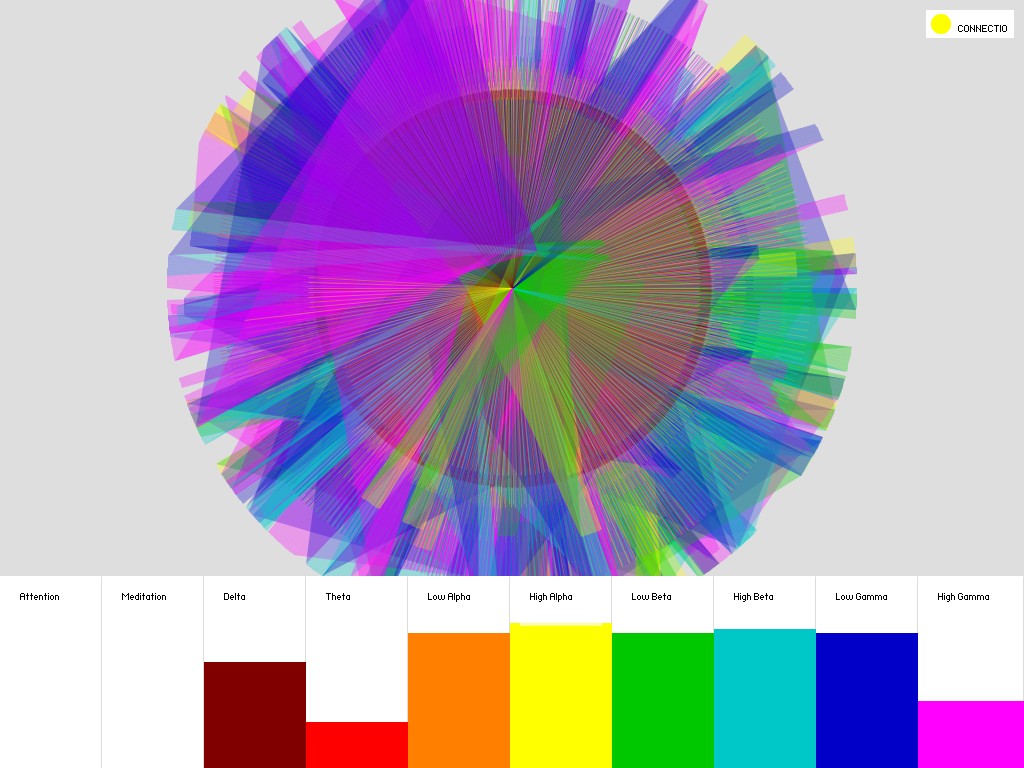 CONNECTIO
Attention
Meditation
Delta
Theta
Low Alpha
High Alpha
Low Beta
High Beta
Low Gamma
High Gamma